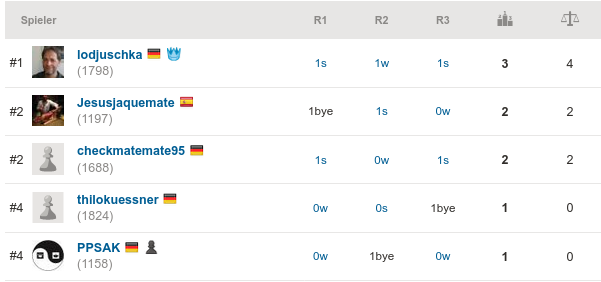 Spieler R1 R2 R3
#1 lodjuschka 1s 1w 1s 3 4
(1798)
#2 Jesusjaquemate 1bye 1s 0w 2 2
(1197)
#2 checkmatemate95 1s 0w 1s 2 2
(1688)
#4 thilokuessner 0w 0s 1bye 1 0
(1824)
#4 PPSAK 0w 1bye 0w 1 0
(1158)